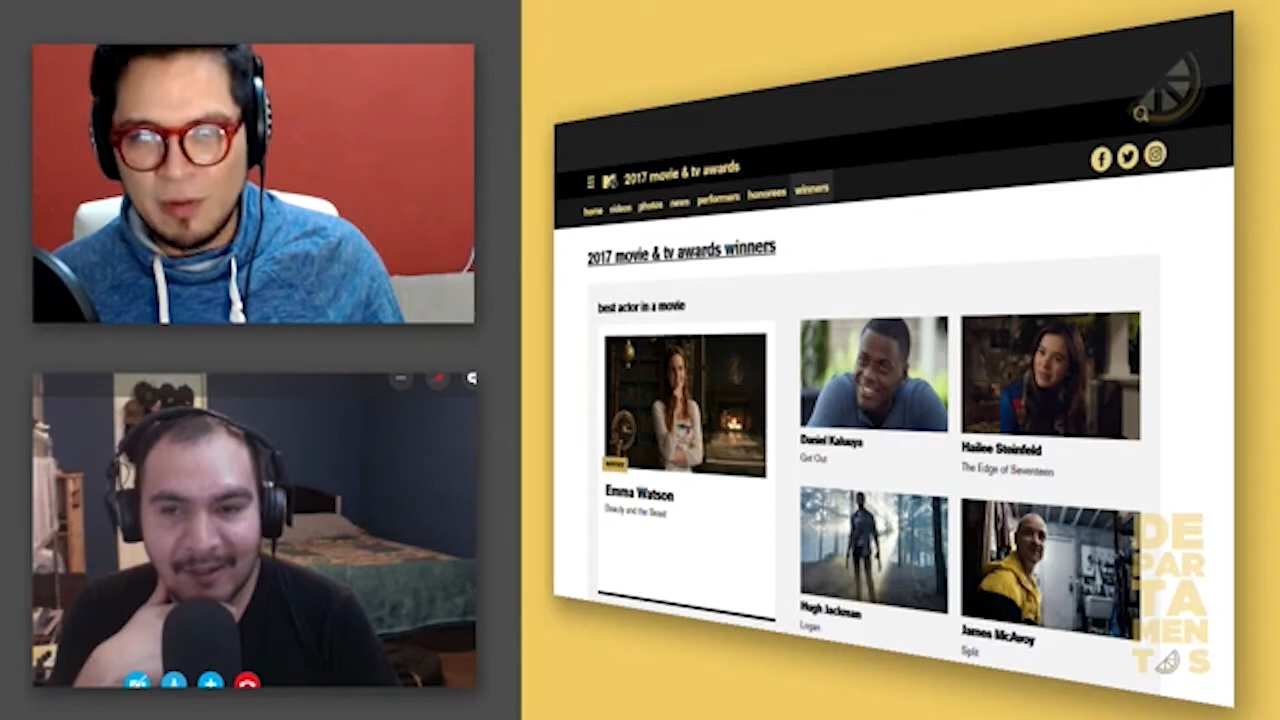 2017 movie & tv awards
home videos photos news performers honorees winners
2017 movie & tv awards winners
best actor in a movie
Emma Watson
Beauty and the Beast
Daniel Kaluuya
Get Out
Hailee Steinfeld
The Edge of Seventeen
Hugh Jackman
Logan
James McAvoy
Split
DE
PAR
TA
MEN
TOS